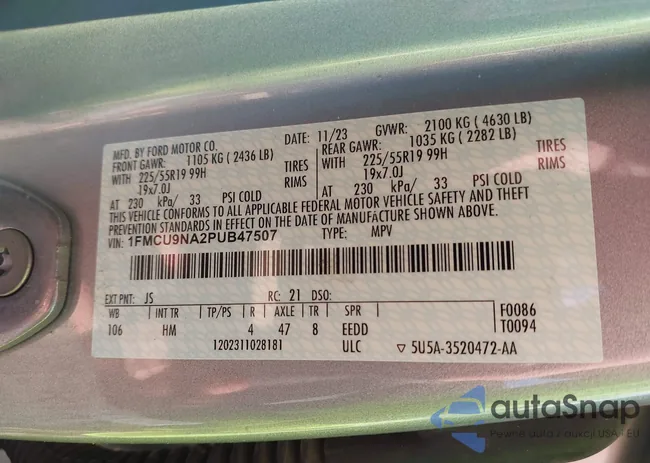 MFD. BY FORD MOTOR CO. DATE: 11/23 GVWR: 2100 KG ( 4630 LB)
FRONT GAWR: 1105 KG ( 2436 LB) REAR GAWR: 1035 KG ( 2282 LB)
WITH 225/55R19 99H TIRES WITH 225/55R19 99H TIRES
19x7.0J RIMS 19x7.0J RIMS
AT 230 kPa/ 33 PSI COLD AT 230 kPa/ 33 PSI COLD
THIS VEHICLE CONFORMS TO ALL APPLICABLE FEDERAL MOTOR VEHICLE SAFETY AND THEFT
PREVENTION STANDARDS IN EFFECT ON THE DATE OF MANUFACTURE SHOWN ABOVE.
VIN: 1FMCU9NA2PUB47507 TYPE: MPV
EXT PNT: JS RC: 21 DSO: F0086
WB INT TR TP/PS R AXLE TR SPR T0094
106 HM 4 47 8 EEDD
1202311028181 ULC ▽ 5U5A-3520472-AA
autaSnap
Pewne auta z aukcji USA i EU